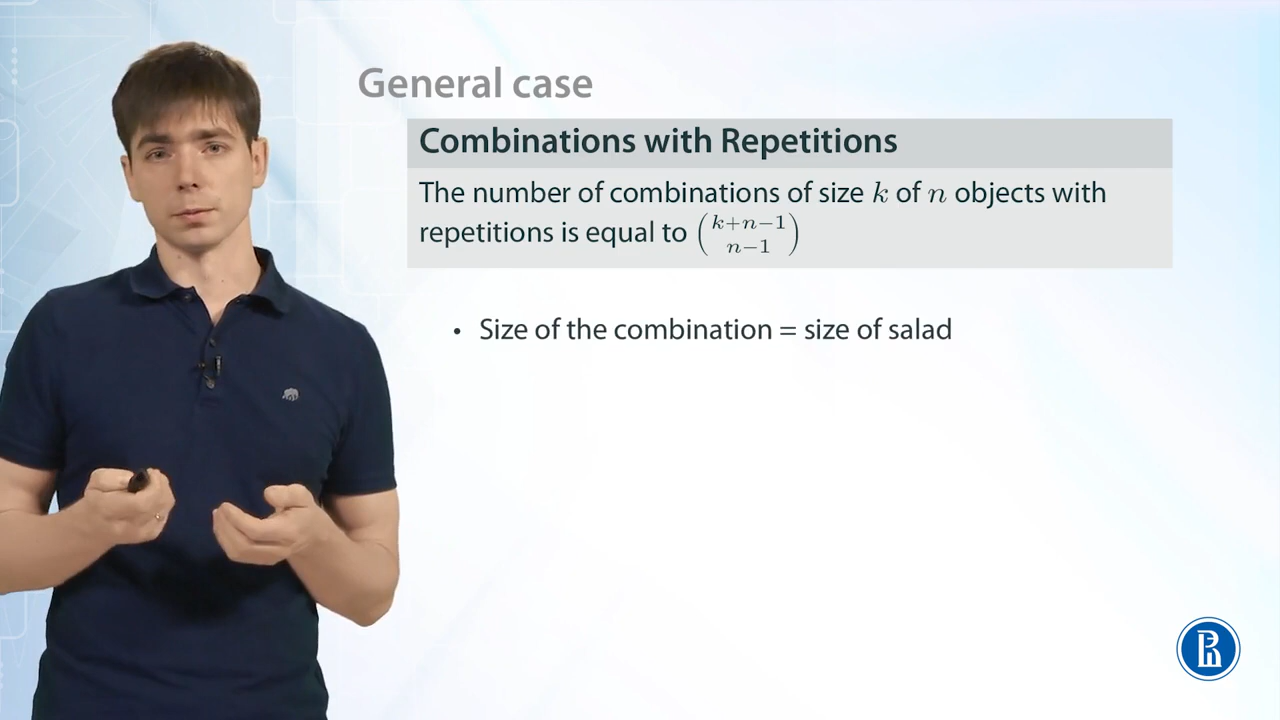 General case
Combinations with Repetitions
The number of combinations of size k of n objects with
repetitions is equal to \binom{k+n-1}{n-1}
• Size of the combination = size of salad